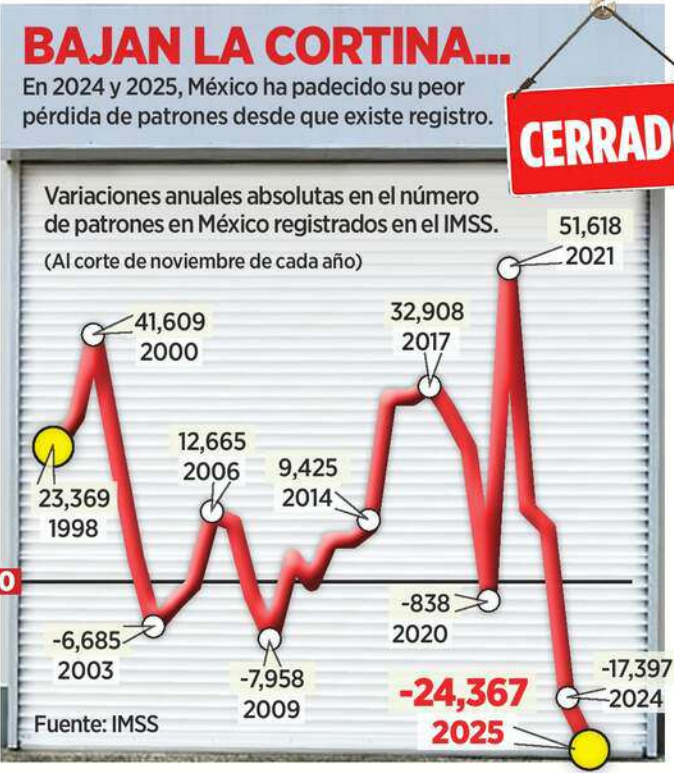 BAJAN LA CORTINA...
En 2024 y 2025, México ha padecido su peor
pérdida de patrones desde que existe registro.
CERRADO
Variaciones anuales absolutas en el número
de patrones en México registrados en el IMSS.
(Al corte de noviembre de cada año)
51,618
2021
41,609
2000
32,908
2017
12,665
2006
9,425
2014
23,369
1998
0
-6,685
2003
-838
2020
-7,958
2009
-17,397
2024
-24,367
2025
Fuente: IMSS